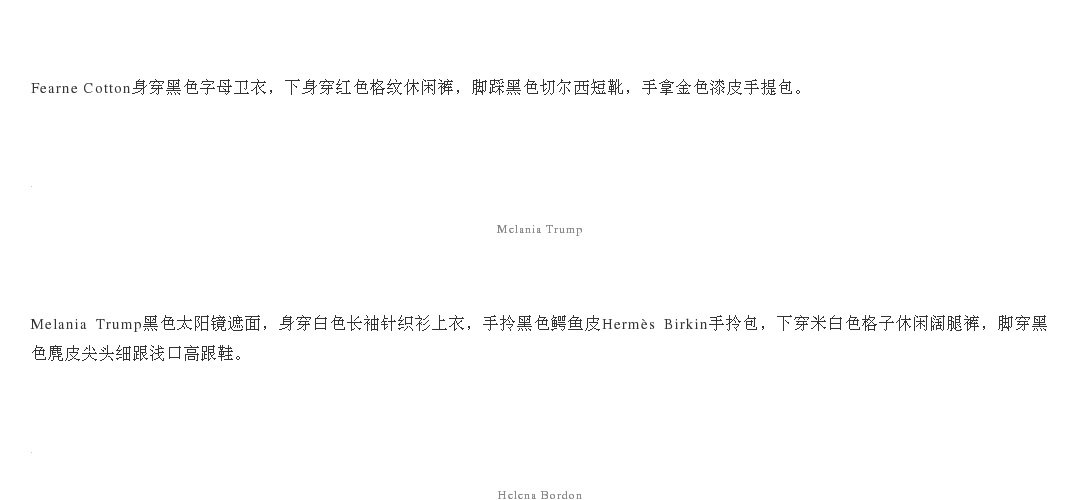 Fearne Cotton身穿黑色字母卫衣，下身穿红色格纹休闲裤，脚踩黑色切尔西短靴，手拿金色漆皮手提包。
Melania Trump
Melania Trump黑色太阳镜遮面，身穿白色长袖针织衫上衣，手拎黑色鳄鱼皮Hermès Birkin手拎包，下穿米白色格子休闲阔腿裤，脚穿黑
色麂皮尖头细跟浅口高跟鞋。
Helena Bordon